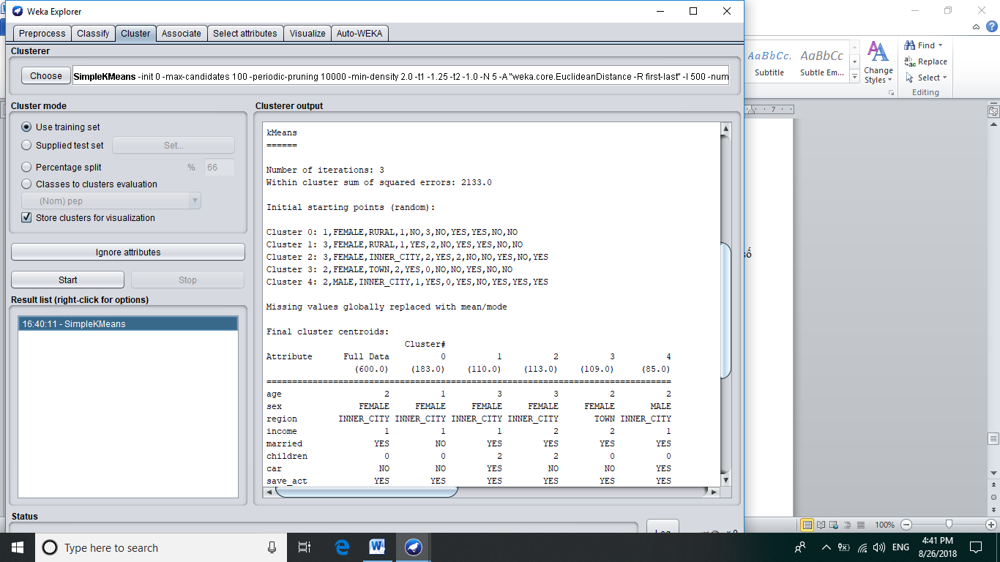 Weka Explorer
Preprocess Classify Cluster Associate Select attributes Visualize Auto-WEKA
Clusterer
Choose SimpleKMeans -init 0 -max-candidates 100 -periodic-pruning 10000 -min-density 2.0 -t1 -1.25 -t2 -1.0 -N 5 -A "weka.core.EuclideanDistance -R first-last" -I 500 -num
Cluster mode
Use training set
Supplied test set Set...
Percentage split % 66
Classes to clusters evaluation
(Nom) pep
Store clusters for visualization
Ignore attributes
Start Stop
Result list (right-click for options)
16:40:11 - SimpleKMeans
Clusterer output
kMeans
======
Number of iterations: 3
Within cluster sum of squared errors: 2133.0
Initial starting points (random):
Cluster 0: 1,FEMALE,RURAL,1,NO,3,NO,YES,YES,NO,NO
Cluster 1: 3,FEMALE,RURAL,1,YES,2,NO,YES,YES,NO,NO
Cluster 2: 3,FEMALE,INNER_CITY,2,YES,2,NO,NO,YES,NO,YES
Cluster 3: 2,FEMALE,TOWN,2,YES,0,NO,NO,YES,NO,NO
Cluster 4: 2,MALE,INNER_CITY,1,YES,0,YES,NO,YES,YES,YES
Missing values globally replaced with mean/mode
Final cluster centroids:
Cluster#
Attribute Full Data 0 1 2 3 4
(600.0) (183.0) (110.0) (113.0) (109.0) (85.0)
=======================================================================================
age 2 1 3 3 2 2
sex FEMALE FEMALE FEMALE FEMALE FEMALE MALE
region INNER_CITY INNER_CITY INNER_CITY INNER_CITY TOWN INNER_CITY
income 1 1 1 2 2 1
married YES NO YES YES YES YES
children 0 0 2 2 0 0
car NO NO YES NO NO YES
save_act YES YES YES YES YES YES
Status
Log x 0
AaBbCc. AaBbCc
Subtitle Subtle Em...
Change
Styles
Find
Replace
Select
Editing
7
số
100%
Type here to search
ENG
4:41 PM
8/26/2018